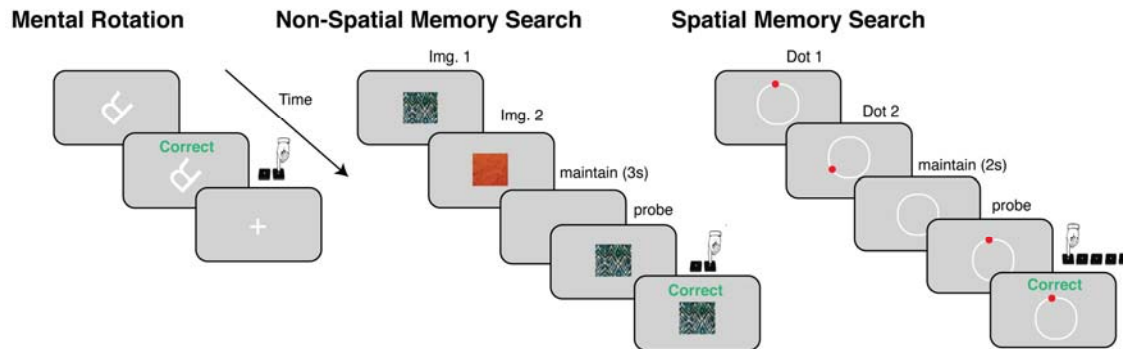 Mental Rotation
R
Correct
R
Time
Non-Spatial Memory Search
Img. 1
Img. 2
maintain (3s)
probe
Correct
Spatial Memory Search
Dot 1
Dot 2
maintain (2s)
probe
Correct